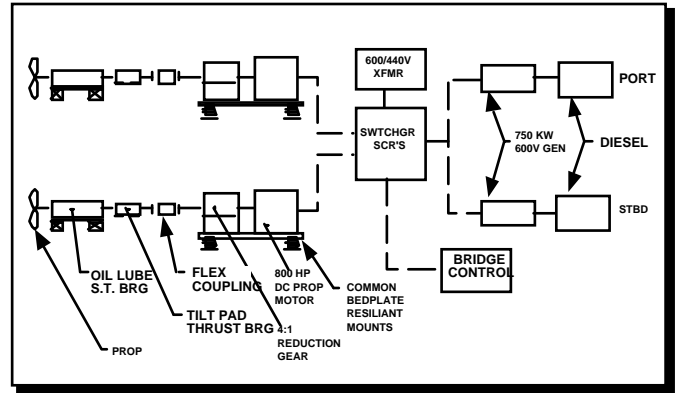 600/440V
XFMR
PORT
SWTCHGR
SCR'S
750 KW
600V GEN
DIESEL
STBD
BRIDGE
CONTROL
OIL LUBE
S.T. BRG
FLEX
COUPLING
800 HP
DC PROP
MOTOR
COMMON
BEDPLATE
RESILIANT
MOUNTS
TILT PAD
THRUST BRG
4:1
REDUCTION
GEAR
PROP